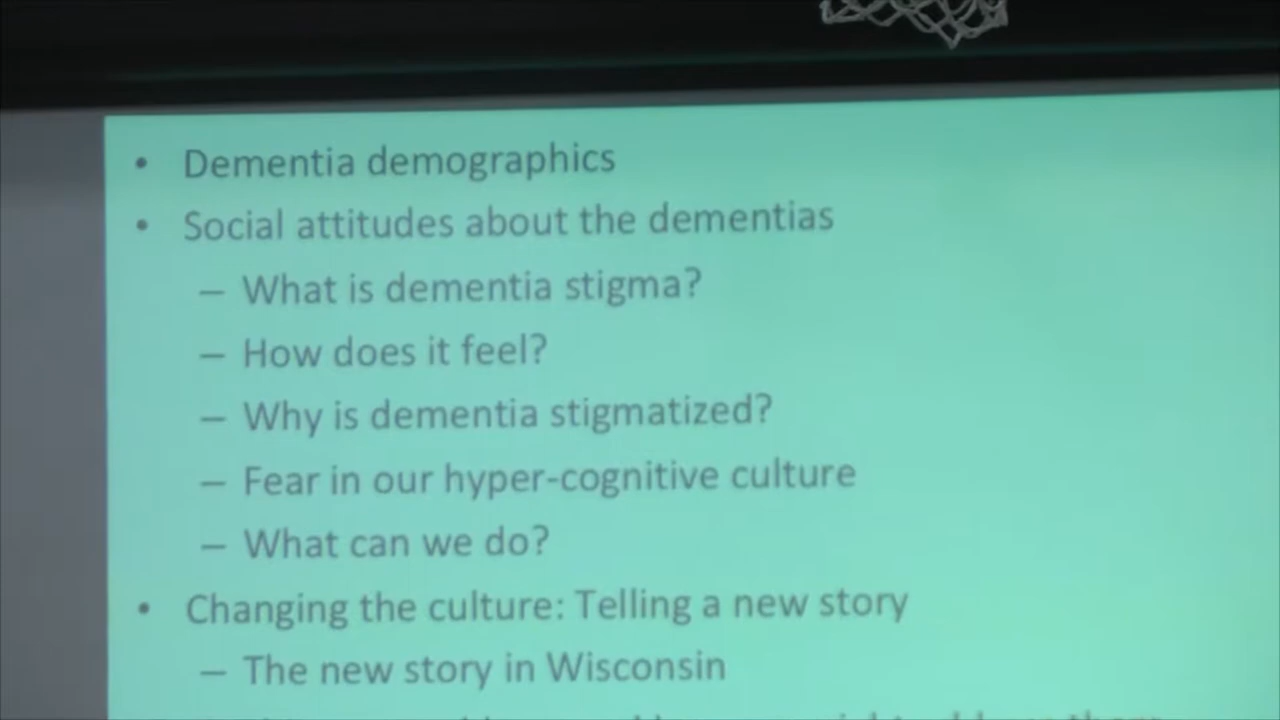 • Dementia demographics
• Social attitudes about the dementias
– What is dementia stigma?
– How does it feel?
– Why is dementia stigmatized?
– Fear in our hyper-cognitive culture
– What can we do?
• Changing the culture: Telling a new story
– The new story in Wisconsin